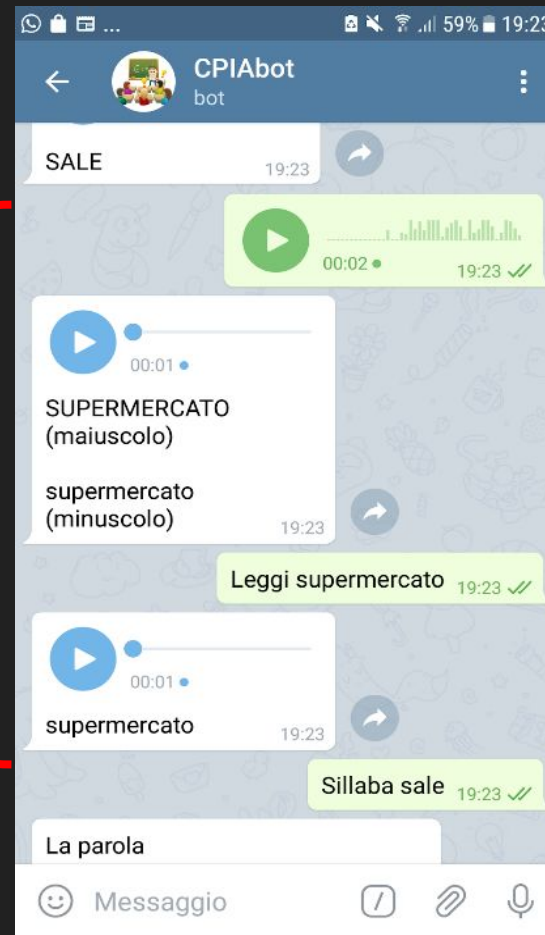 ... 59% 19:23
CPIAbot
bot
SALE 19:23
00:02 19:23
00:01
SUPERMERCATO
(maiuscolo)
supermercato
(minuscolo) 19:23
Leggi supermercato 19:23
00:01
supermercato 19:23
Sillaba sale 19:23
La parola
Messaggio